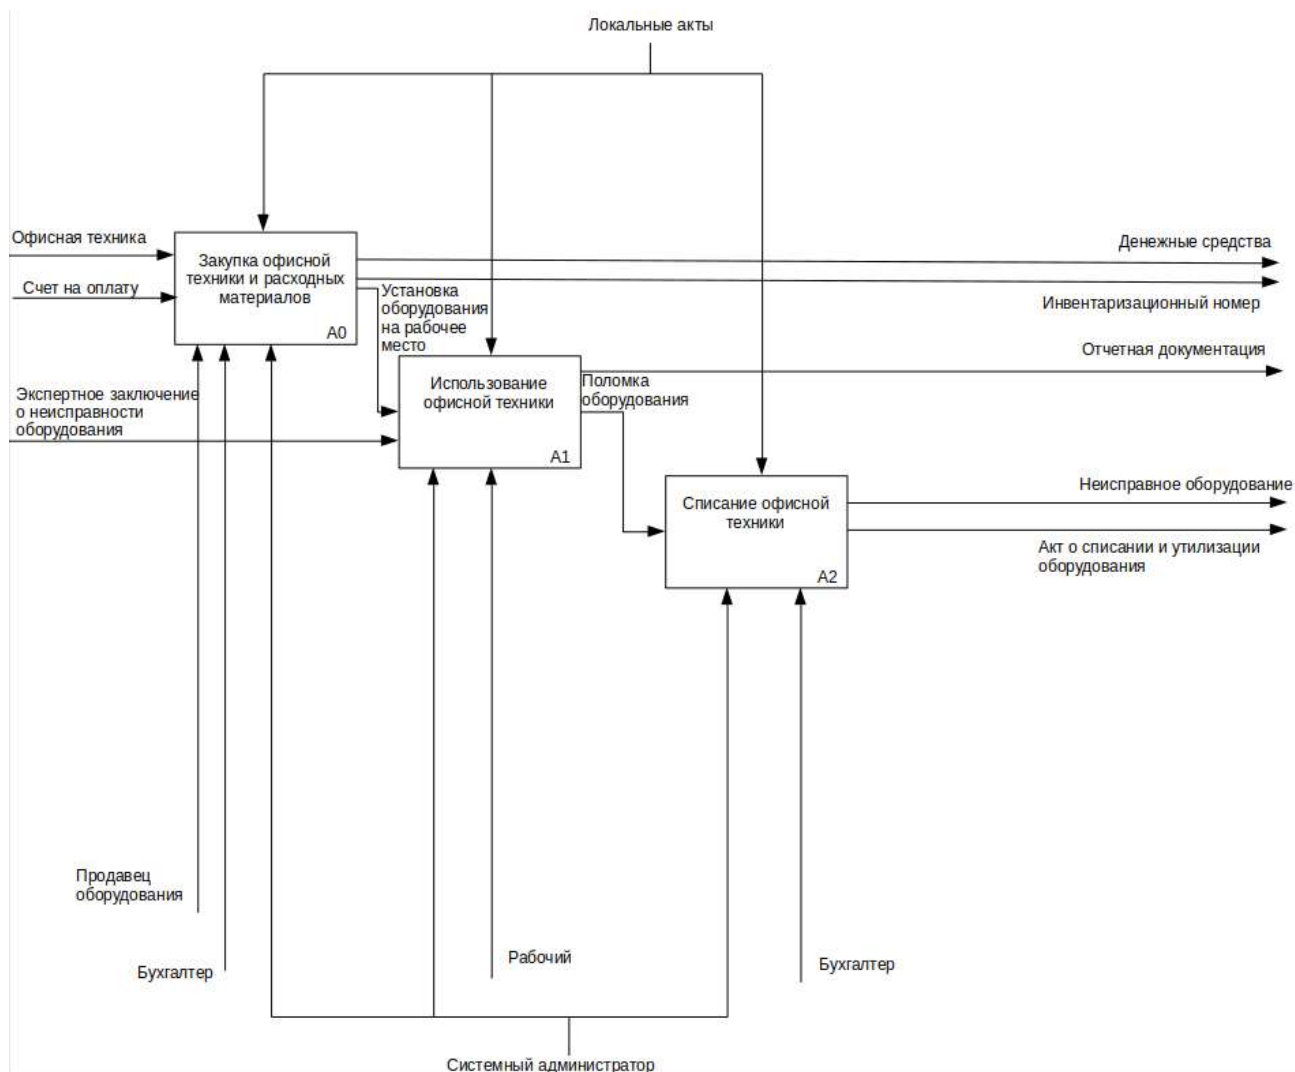 Локальные акты
Офисная техника
Счет на оплату
Закупка офисной
техники и расходных
материалов
A0
Денежные средства
Инвентаризационный номер
Установка
оборудования
на рабочее
место
Отчетная документация
Экспертное заключение
о неисправности
оборудования
Использование
офисной техники
A1
Поломка
оборудования
Списание офисной
техники
A2
Неисправное оборудование
Акт о списании и утилизации
оборудования
Продавец
оборудования
Бухгалтер
Рабочий
Бухгалтер
Системный администратор